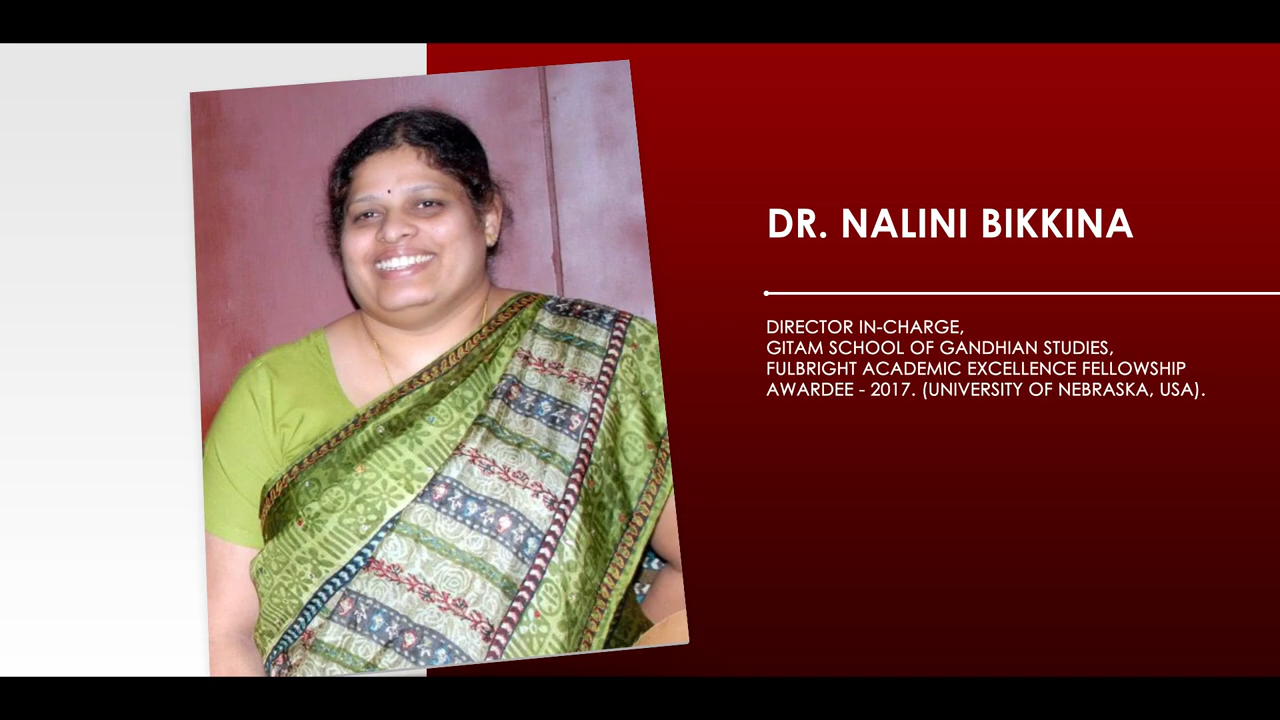 DR. NALINI BIKKINA
DIRECTOR IN-CHARGE,
GITAM SCHOOL OF GANDHIAN STUDIES,
FULBRIGHT ACADEMIC EXCELLENCE FELLOWSHIP
AWARDEE - 2017. (UNIVERSITY OF NEBRASKA, USA).